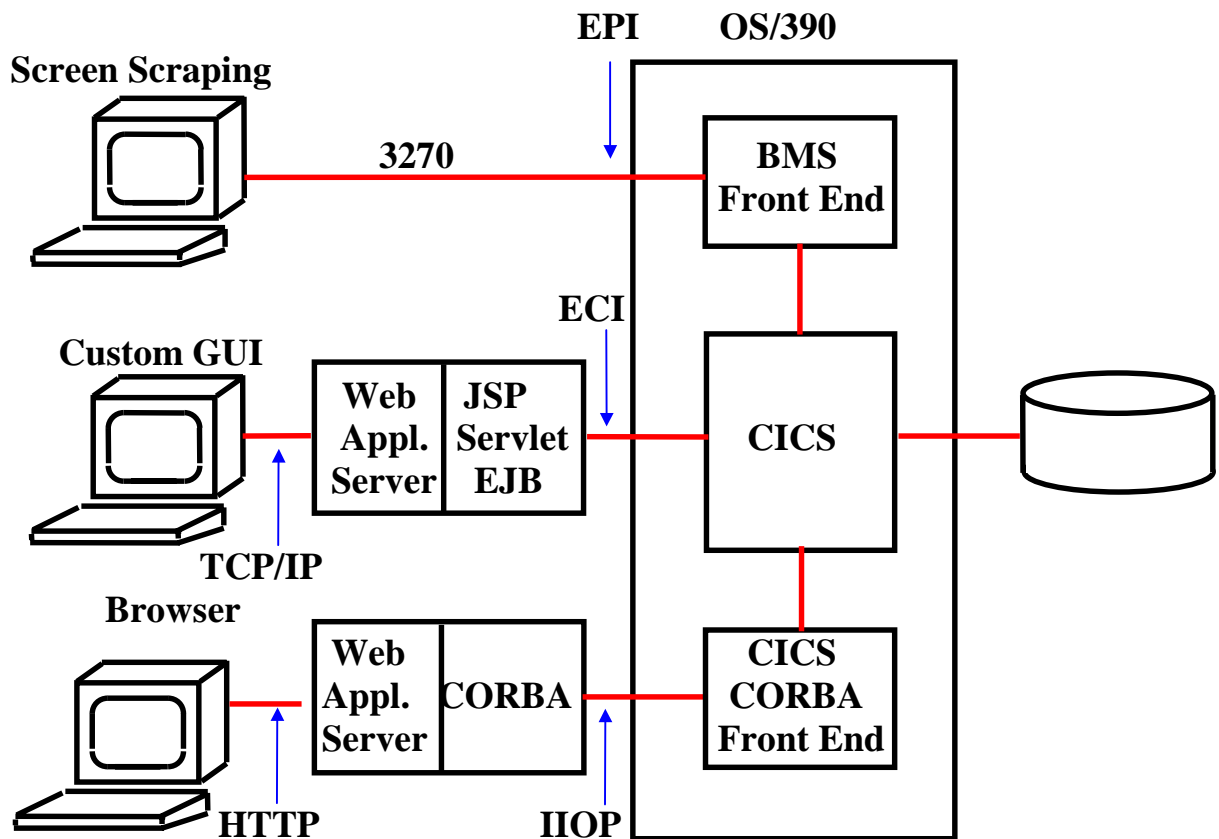 EPI
OS/390
Screen Scraping
3270
BMS
Front End
ECI
Custom GUI
Web
Appl.
Server
JSP
Servlet
EJB
CICS
TCP/IP
Browser
Web
Appl.
Server
CORBA
CICS
CORBA
Front End
HTTP
IIOP